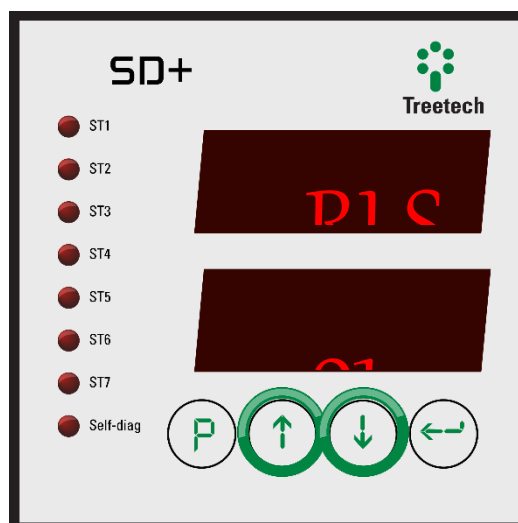 SD+
Treetech
ST1
ST2
ST3
ST4
ST5
ST6
ST7
Self-diag
P